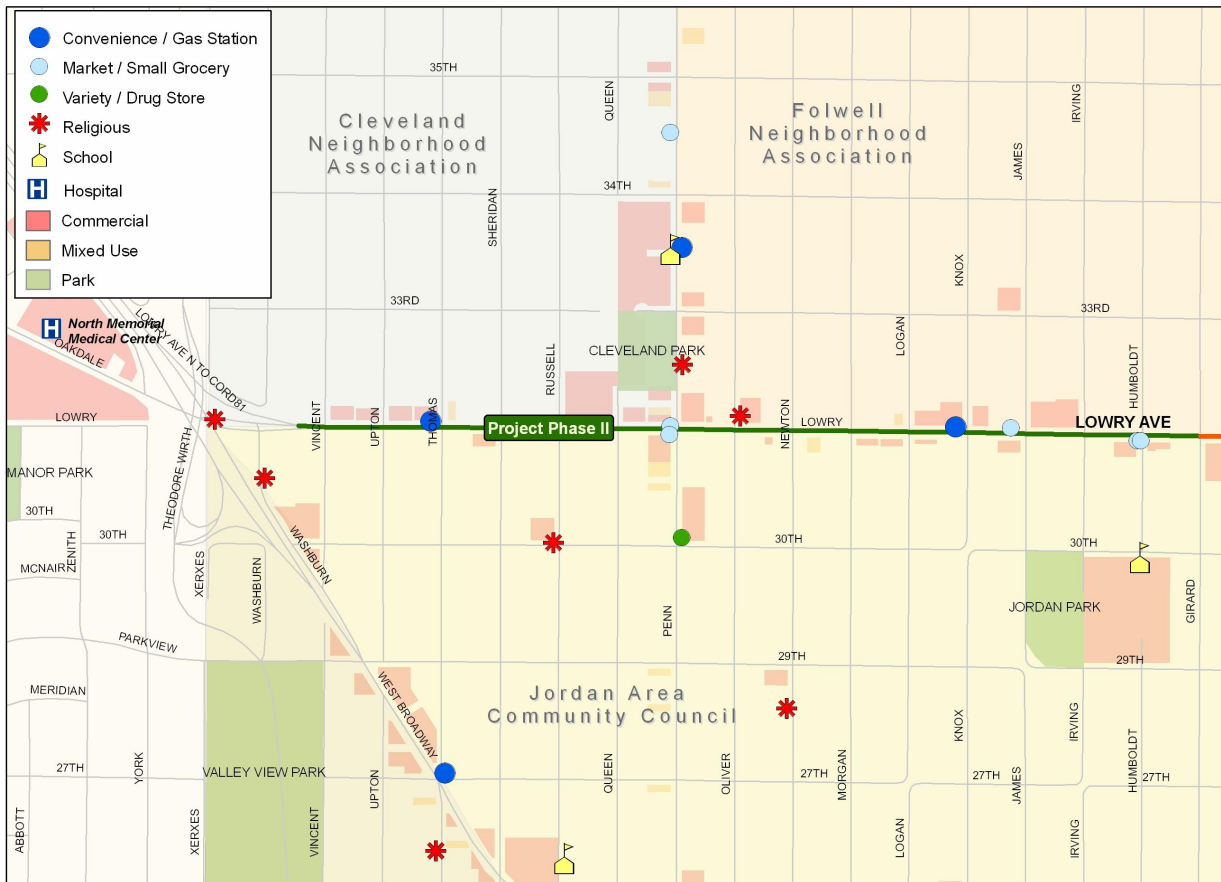 Convenience / Gas Station
Market / Small Grocery
Variety / Drug Store
Religious
School
H
Hospital
Commercial
Mixed Use
Park
35TH
QUEEN
IRVING
Cleveland
Neighborhood
Association
Folwell
Neighborhood
Association
JAMES
34TH
SHERIDAN
KNOX
33RD
33RD
LOWRY AVE N TO CORD81
H
North Memorial
Medical Center
OAKDALE
LOGAN
CLEVELAND PARK
RUSSELL
HUMBOLDT
LOWRY
VINCENT
UPTON
THOMAS
Project Phase II
NEWTON
LOWRY
LOWRY AVE
MANOR PARK
THEODORE WIRTH
30TH
30TH
ZENITH
WASHBURN
30TH
30TH
MCNAIR
XERXES
WASHBURN
PENN
JORDAN PARK
GIRARD
PARKVIEW
29TH
29TH
MERIDIAN
WEST BROADWAY
Jordan Area
Community Council
KNOX
IRVING
27TH
YORK
VALLEY VIEW PARK
UPTON
QUEEN
OLIVER
27TH
MORGAN
27TH
JAMES
HUMBOLDT
27TH
ABBOTT
XERXES
VINCENT
LOGAN
IRVING